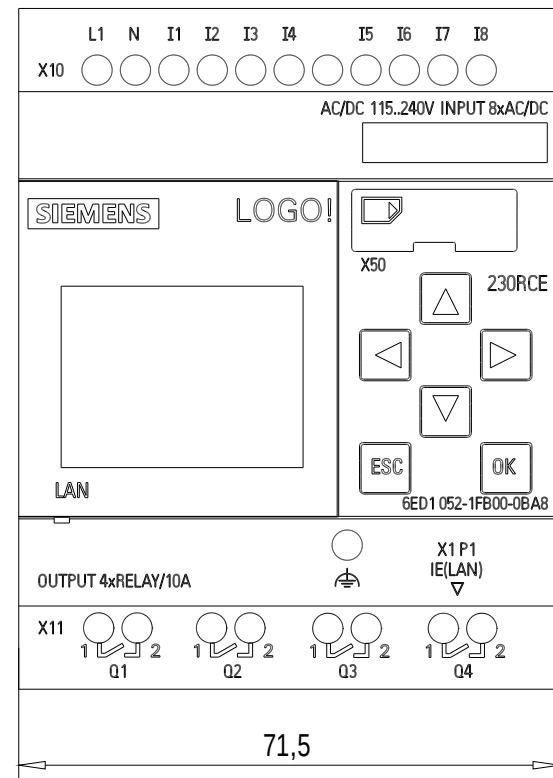 L1 N I1 I2 I3 I4 I5 I6 I7 I8
X10
AC/DC 115..240V INPUT 8xAC/DC
SIEMENS LOGO!
X50
230RCE
ESC OK
LAN
6ED1 052-1FB00-0BA8
X1 P1
IE(LAN)
OUTPUT 4xRELAY/10A
X11
1 2 1 2 1 2 1 2
Q1 Q2 Q3 Q4
71,5